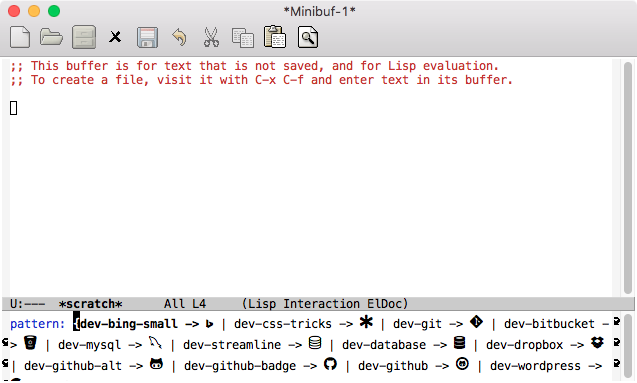 *Minibuf-1*
;; This buffer is for text that is not saved, and for Lisp evaluation.
;; To create a file, visit it with C-x C-f and enter text in its buffer.
U:--- *scratch* All L4 (Lisp Interaction ElDoc)
pattern: {dev-bing-small -> | dev-css-tricks -> | dev-git -> | dev-bitbucket -
> | dev-mysql -> | dev-streamline -> | dev-database -> | dev-dropbox ->
| dev-github-alt -> | dev-github-badge -> | dev-github -> | dev-wordpress ->